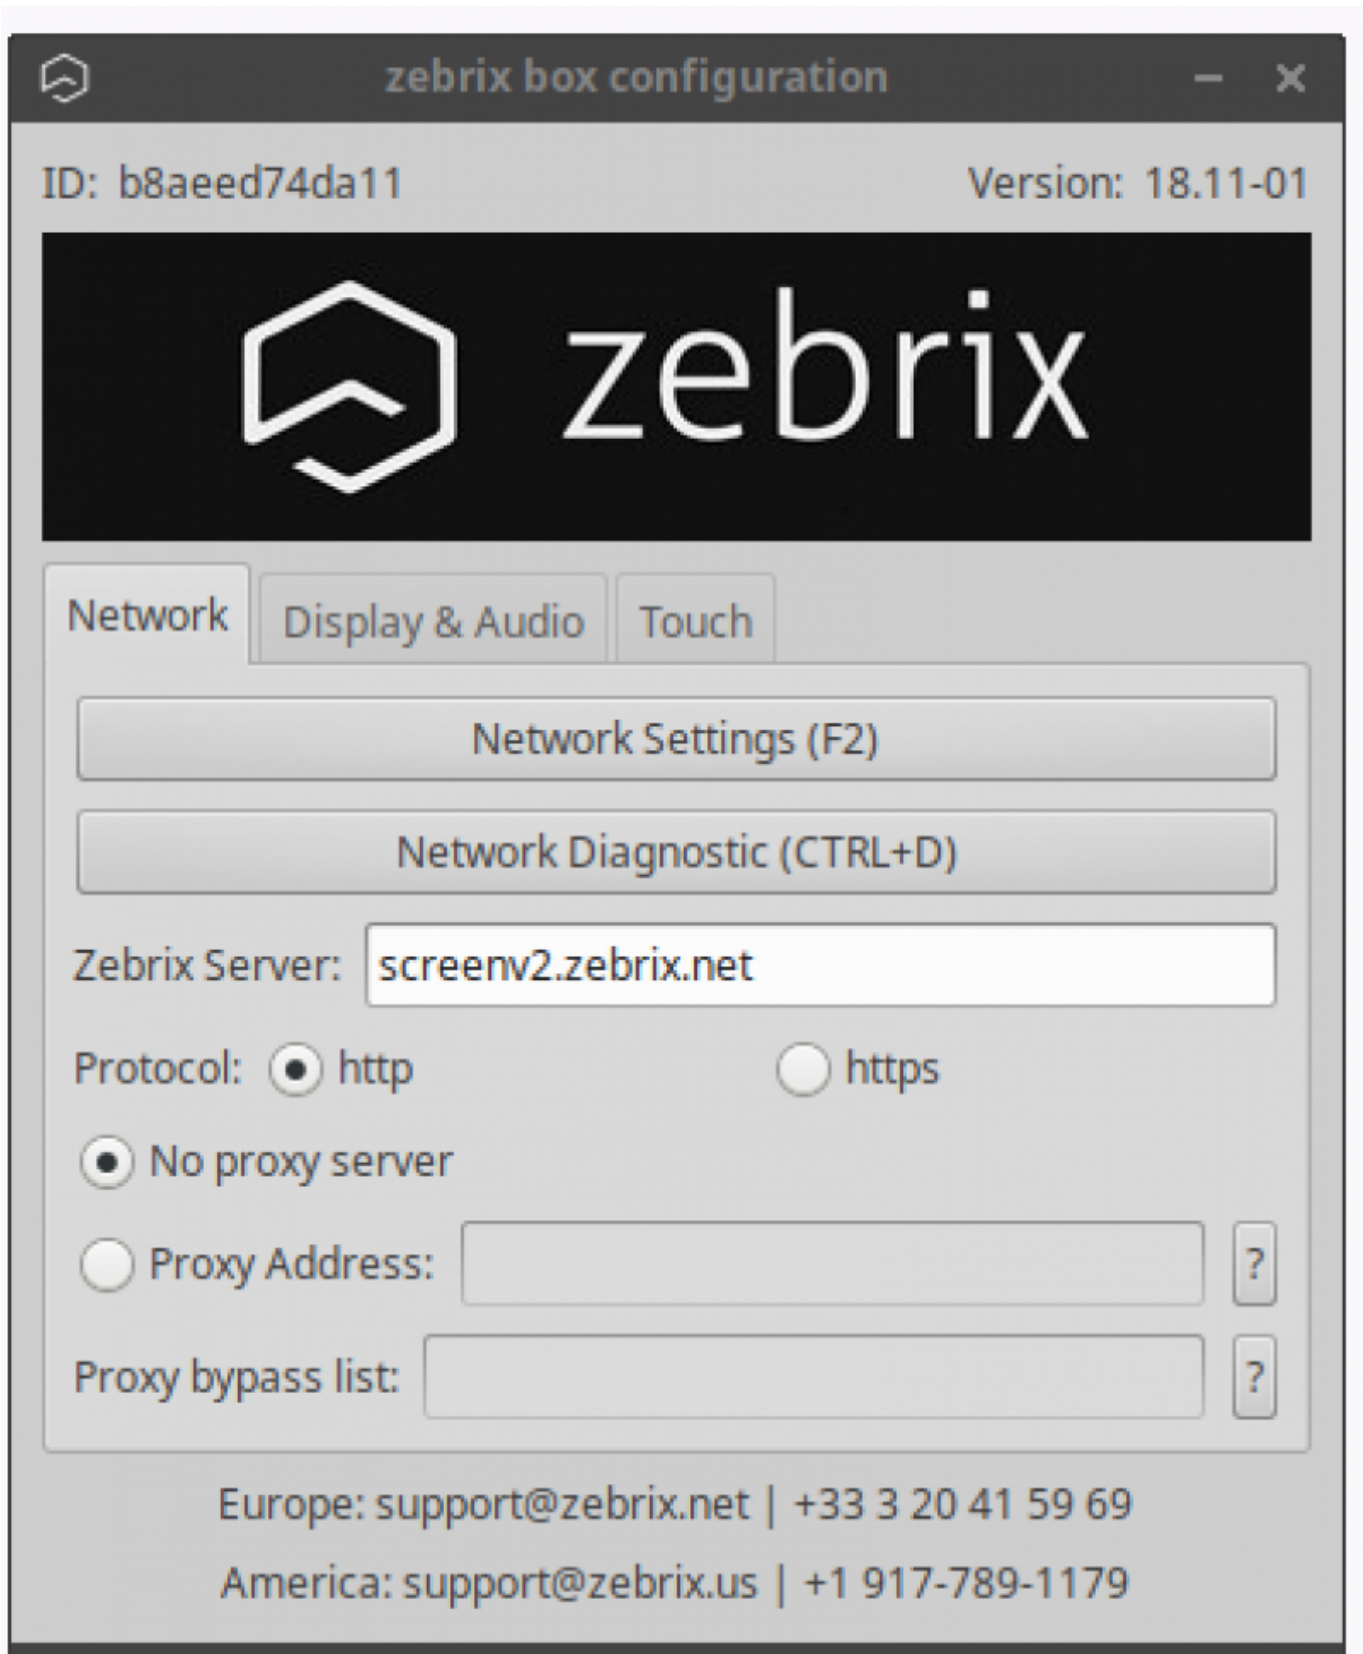 zebrix box configuration
ID: b8aeed74da11 Version: 18.11-01
zebrix
Network Display & Audio Touch
Network Settings (F2)
Network Diagnostic (CTRL+D)
Zebrix Server: screenv2.zebrix.net
Protocol: http https
No proxy server
Proxy Address: ?
Proxy bypass list: ?
Europe: support@zebrix.net | +33 3 20 41 59 69
America: support@zebrix.us | +1 917-789-1179